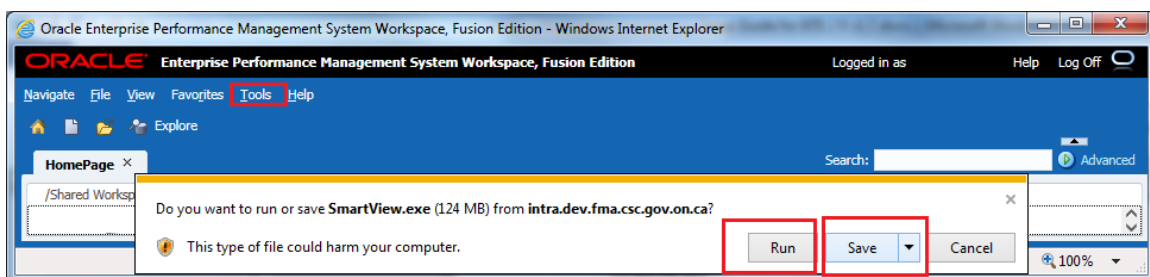 Oracle Enterprise Performance Management System Workspace, Fusion Edition - Windows Internet Explorer
ORACLE Enterprise Performance Management System Workspace, Fusion Edition Logged in as Help Log Off
Navigate File View Favorites Tools Help
Explore
HomePage × Search: Advanced
/Shared Worksp
Do you want to run or save SmartView.exe (124 MB) from intra.dev.fma.csc.gov.on.ca?
This type of file could harm your computer. Run Save Cancel
100%